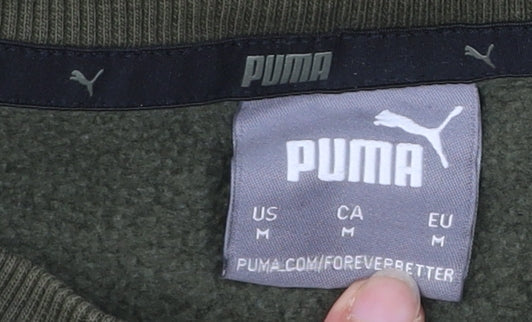 PUMA
PUMA
US CA EU
M M M
PUMA.COM/FOREVERBETTER